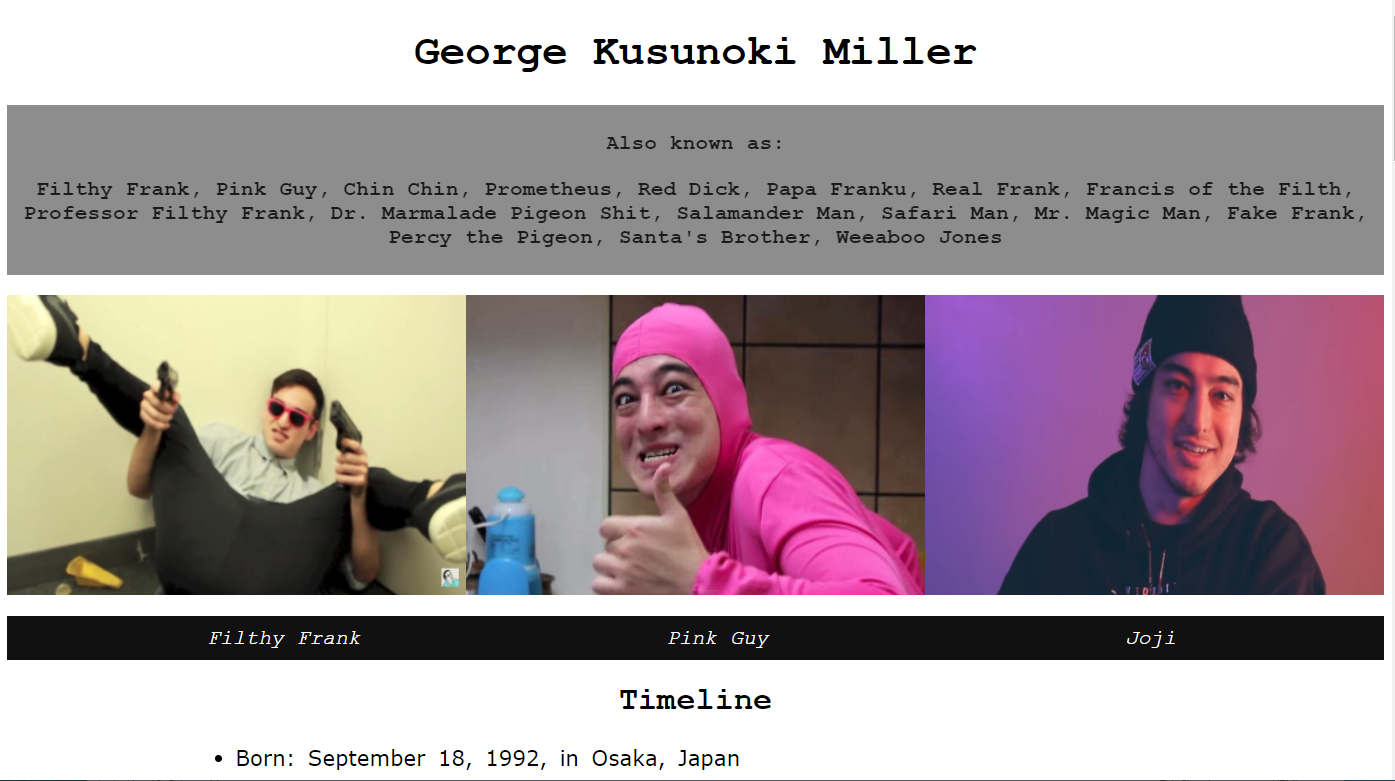 George Kusunoki Miller
Also known as:
Filthy Frank, Pink Guy, Chin Chin, Prometheus, Red Dick, Papa Franku, Real Frank, Francis of the Filth,
Professor Filthy Frank, Dr. Marmalade Pigeon Shit, Salamander Man, Safari Man, Mr. Magic Man, Fake Frank,
Percy the Pigeon, Santa's Brother, Weeaboo Jones
Filthy Frank Pink Guy Joji
Timeline
• Born: September 18, 1992, in Osaka, Japan